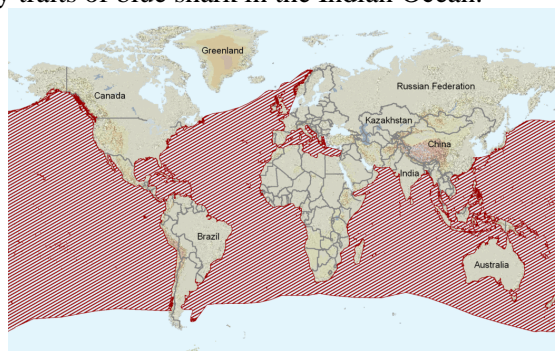 y traits of blue shark in the Indian Ocean.
Greenland
Canada
Russian Federation
Kazakhstan
China
India
Brazil
Australia